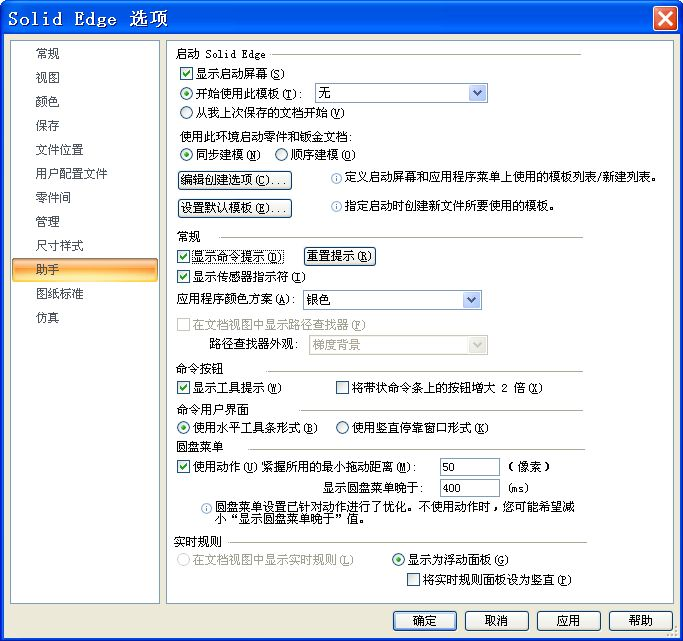 Solid Edge 选项
常规
视图
颜色
保存
文件位置
用户配置文件
零件间
管理
尺寸样式
助手
图纸标准
仿真
启动 Solid Edge
显示启动屏幕(S)
开始使用此模板(T): 无
从我上次保存的文档开始(V)
使用此环境启动零件和钣金文档:
同步建模(N) 顺序建模(O)
编辑创建选项(C)... 定义启动屏幕和应用程序菜单上使用的模板列表/新建列表。
设置默认模板(E)... 指定启动时创建新文件所要使用的模板。
常规
显示命令提示(D) 重置提示(R)
显示传感器指示符(I)
应用程序颜色方案(A): 银色
在文档视图中显示路径查找器(F)
路径查找器外观: 梯度背景
命令按钮
显示工具提示(W) 将带状命令条上的按钮增大 2 倍(X)
命令用户界面
使用水平工具条形式(B) 使用竖直停靠窗口形式(K)
圆盘菜单
使用动作(U) 紧握所用的最小拖动距离(M): 50 (像素)
显示圆盘菜单晚于: 400 (ms)
圆盘菜单设置已针对动作进行了优化。不使用动作时，您可能希望减
小“显示圆盘菜单晚于”值。
实时规则
在文档视图中显示实时规则(L) 显示为浮动面板(G)
将实时规则面板设为竖直(P)
确定 取消 应用 帮助